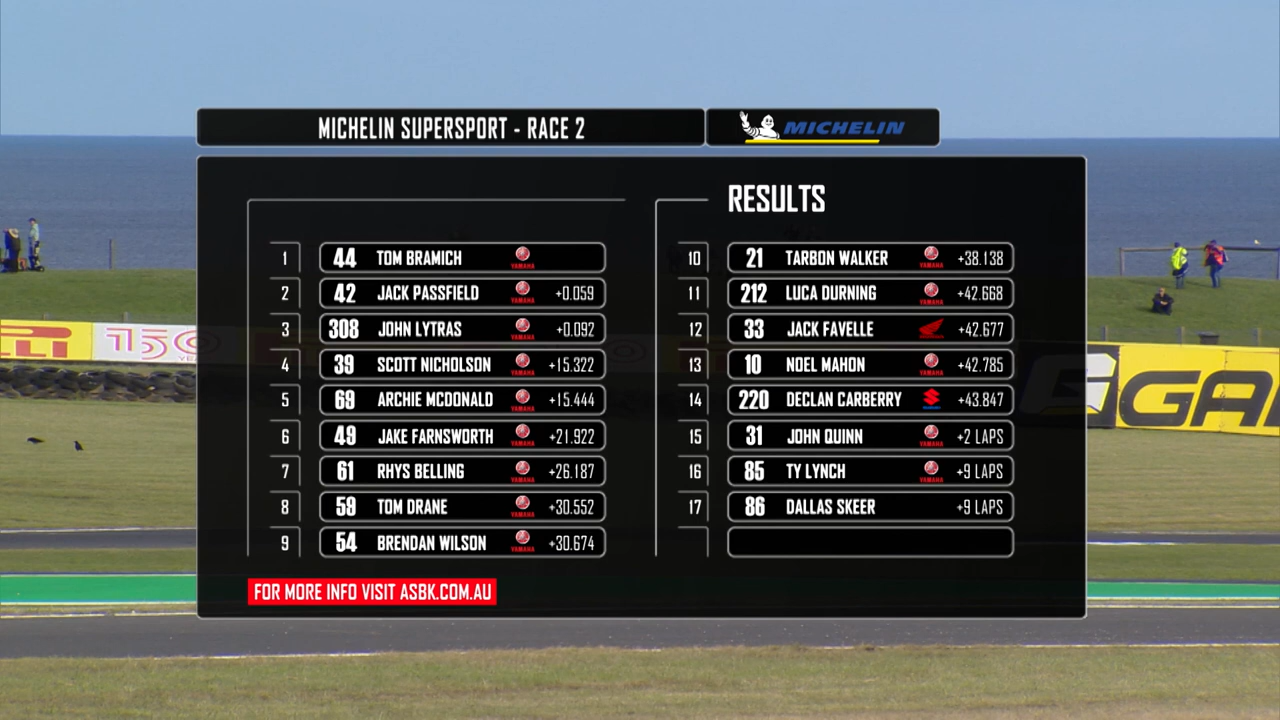 MICHELIN SUPERSPORT - RACE 2
MICHELIN
RESULTS
1 44 TOM BRAMICH YAMAHA
2 42 JACK PASSFIELD YAMAHA +0.059
3 308 JOHN LYTRAS YAMAHA +0.092
4 39 SCOTT NICHOLSON YAMAHA +15.322
5 69 ARCHIE MCDONALD YAMAHA +15.444
6 49 JAKE FARNSWORTH YAMAHA +21.922
7 61 RHYS BELLING YAMAHA +26.187
8 59 TOM DRANE YAMAHA +30.552
9 54 BRENDAN WILSON YAMAHA +30.674
10 21 TARBON WALKER YAMAHA +38.138
11 212 LUCA DURNING YAMAHA +42.668
12 33 JACK FAVELLE +42.677
13 10 NOEL MAHON YAMAHA +42.785
14 220 DECLAN CARBERRY SUZUKI +43.847
15 31 JOHN QUINN YAMAHA +2 LAPS
16 85 TY LYNCH YAMAHA +9 LAPS
17 86 DALLAS SKEER +9 LAPS
FOR MORE INFO VISIT ASBK.COM.AU
150